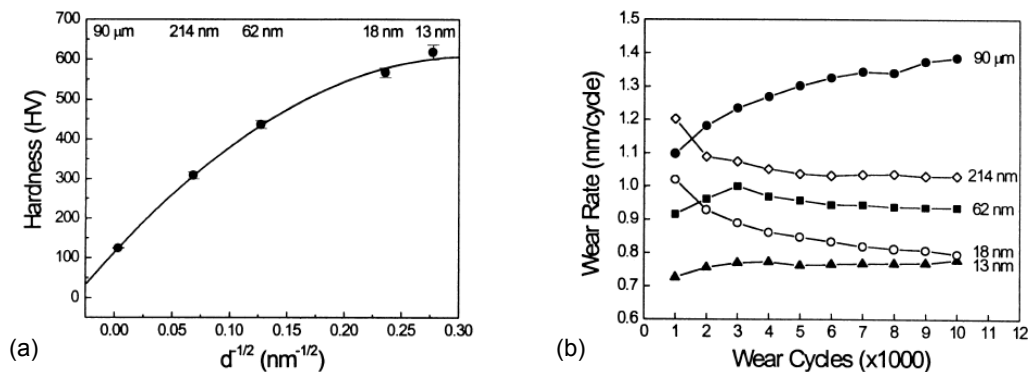 90 μm 214 nm 62 nm 18 nm 13 nm
700
600
500
400
300
200
100
0
Hardness (HV)
0.00 0.05 0.10 0.15 0.20 0.25 0.30
d^-1/2 (nm^-1/2)
(a)
1.5
1.4
1.3
1.2
1.1
1.0
0.9
0.8
0.7
0.6
Wear Rate (nm/cycle)
90 μm
214 nm
62 nm
18 nm
13 nm
0 1 2 3 4 5 6 7 8 9 10 11 12
Wear Cycles (x1000)
(b)